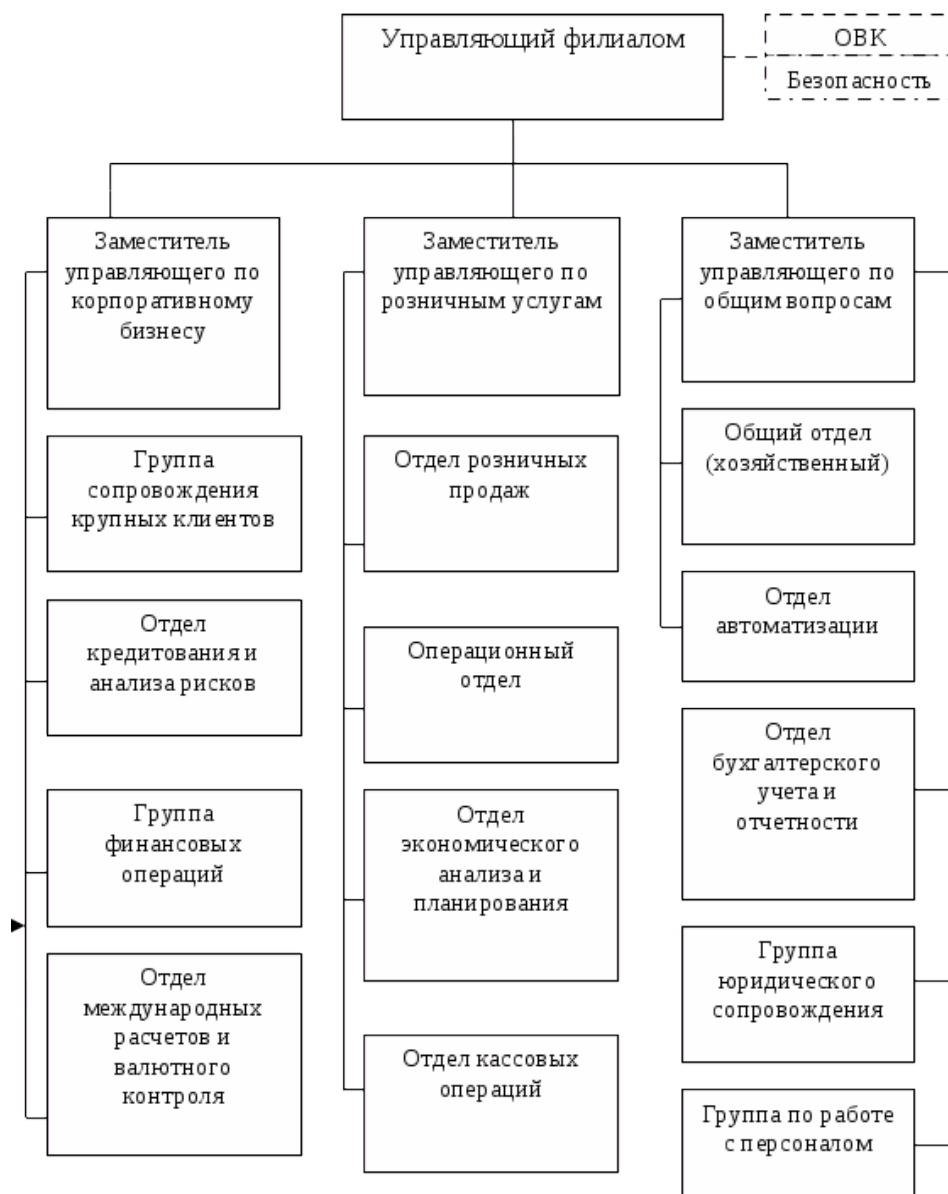 Управляющий филиалом
ОВК
Безопасность
Заместитель
управляющего по
корпоративному
бизнесу
Группа
сопровождения
крупных клиентов
Отдел
кредитования и
анализа рисков
Группа
финансовых
операций
Отдел
международных
расчетов и
валютного
контроля
Заместитель
управляющего по
розничным услугам
Отдел розничных
продаж
Операционный
отдел
Отдел
экономического
анализа и
планирования
Отдел кассовых
операций
Заместитель
управляющего по
общим вопросам
Общий отдел
(хозяйственный)
Отдел
автоматизации
Отдел
бухгалтерского
учета и
отчетности
Группа
юридического
сопровождения
Группа по работе
с персоналом